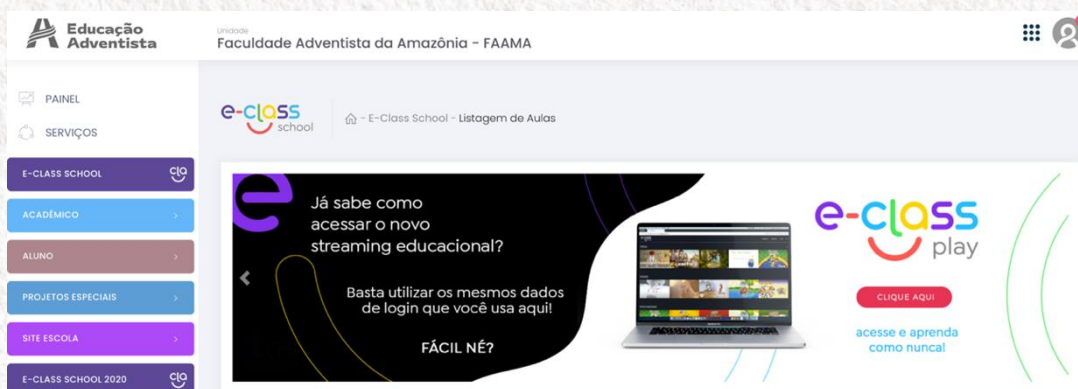 Educação
Adventista
Unidade
Faculdade Adventista da Amazônia - FAAMA
PAINEL
SERVIÇOS
E-CLASS SCHOOL
ACADÊMICO
ALUNO
PROJETOS ESPECIAIS
SITE ESCOLA
E-CLASS SCHOOL 2020
e-class
school
- E-Class School - Listagem de Aulas
Já sabe como
acessar o novo
streaming educacional?
Basta utilizar os mesmos dados
de login que você usa aqui!
FÁCIL NÉ?
e-class
play
CLIQUE AQUI
acesse e aprenda
como nunca!